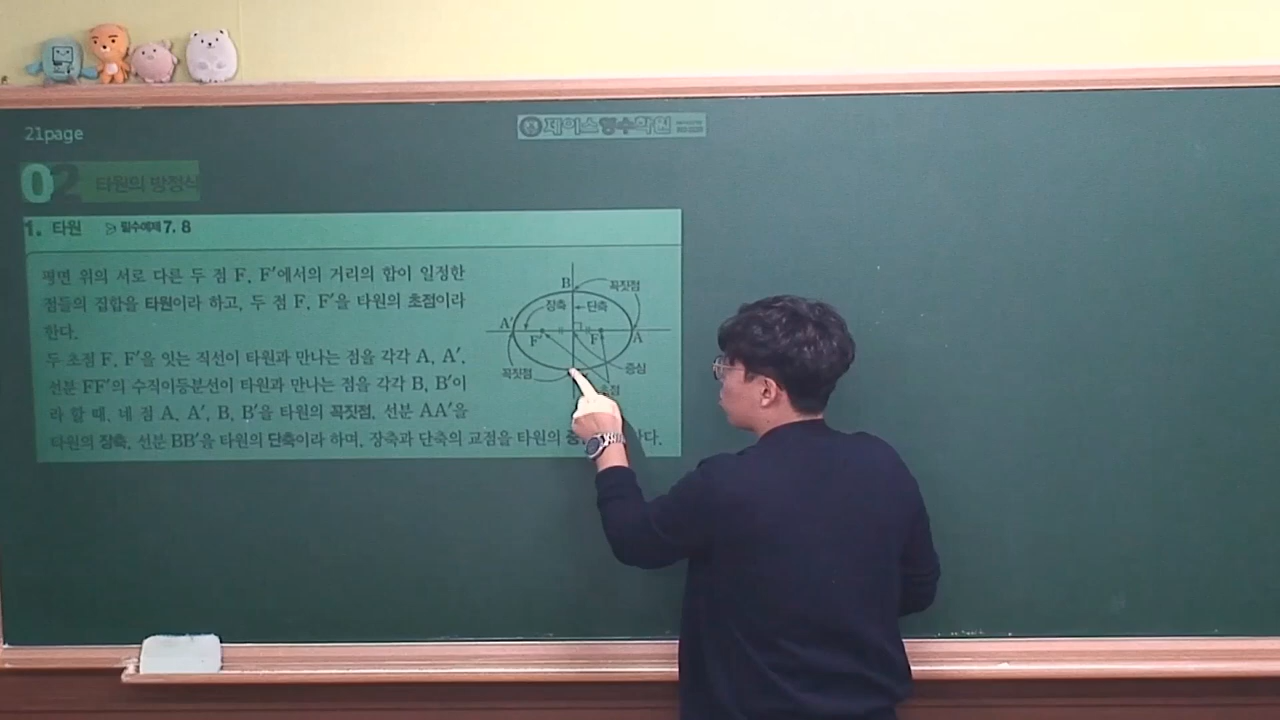 21page
제이스영수학원
02 타원의 방정식
1. 타원 ▷ 필수예제 7, 8
평면 위의 서로 다른 두 점 F, F′에서의 거리의 합이 일정한
점들의 집합을 타원이라 하고, 두 점 F, F′을 타원의 초점이라
한다.
두 초점 F, F′을 잇는 직선이 타원과 만나는 점을 각각 A, A′,
선분 FF′의 수직이등분선이 타원과 만나는 점을 각각 B, B′이
라 할 때, 네 점 A, A′, B, B′을 타원의 꼭짓점, 선분 AA′을
타원의 장축, 선분 BB′을 타원의 단축이라 하며, 장축과 단축의 교점을 타원의
B 꼭짓점
장축 단축
A′ F′ F A
꼭짓점 중심
초점